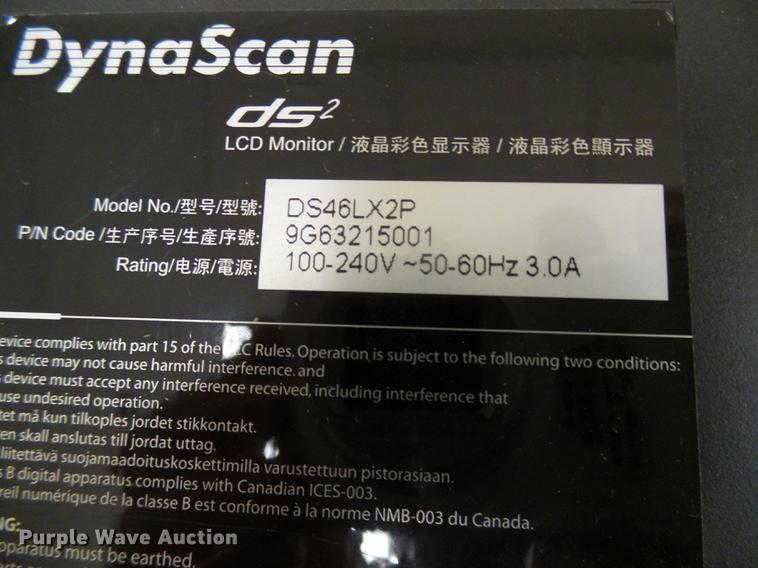 DynaScan
ds²
LCD Monitor / 液晶彩色显示器 / 液晶彩色顯示器
Model No./型号/型號: DS46LX2P
P/N Code /生产序号/生產序號: 9G63215001
Rating/电源/電源: 100-240V ~50-60Hz 3.0A
evice complies with part 15 of the FCC Rules. Operation is subject to the following two conditions:
s device may not cause harmful interference. and
s device must accept any interference received, including interference that
use undesired operation.
tet må kun tilkoples jordet stikkontakt.
ren skall anslutas till jordat uttag.
liitettävä suojamaadoituskoskettimilla varustettuun pistorasiaan.
s B digital apparatus complies with Canadian ICES-003.
reil numérique de la classe B est conforme à la norme NMB-003 du Canada.
NG:
apparatus must be earthed.
Purple Wave Auction